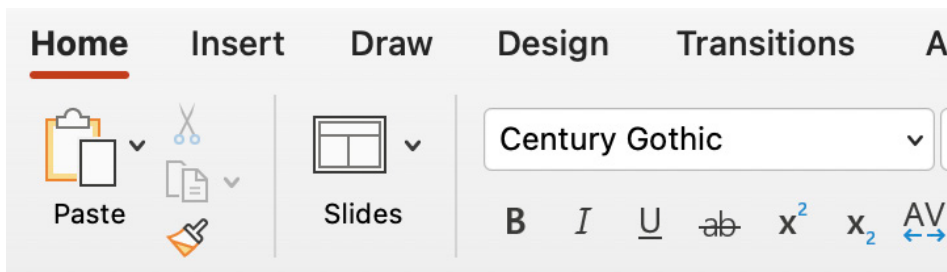 Home Insert Draw Design Transitions A
Century Gothic
Paste Slides B I U ab x² x₂ AV